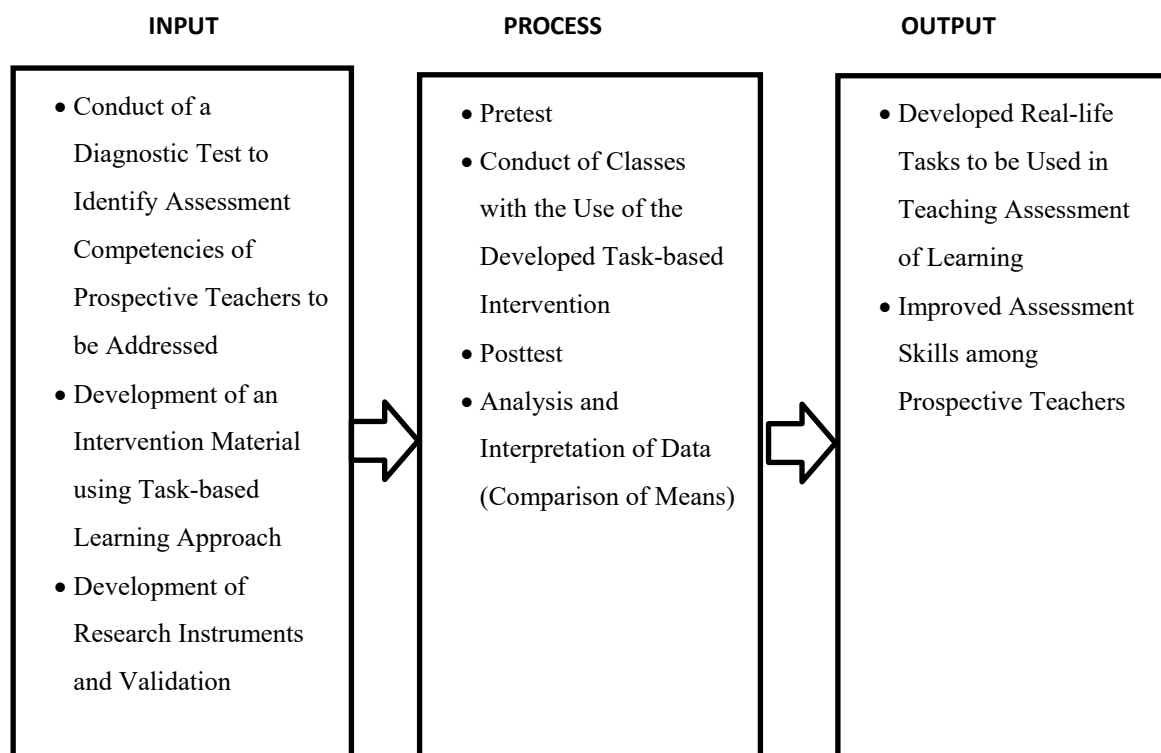 INPUT
PROCESS
OUTPUT
• Conduct of a
Diagnostic Test to
Identify Assessment
Competencies of
Prospective Teachers to
be Addressed
• Development of an
Intervention Material
using Task-based
Learning Approach
• Development of
Research Instruments
and Validation
• Pretest
• Conduct of Classes
with the Use of the
Developed Task-based
Intervention
• Posttest
• Analysis and
Interpretation of Data
(Comparison of Means)
• Developed Real-life
Tasks to be Used in
Teaching Assessment
of Learning
• Improved Assessment
Skills among
Prospective Teachers